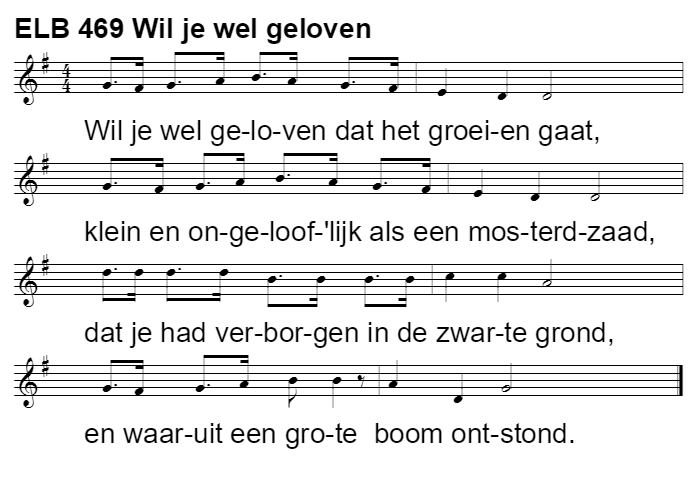 ELB 469 Wil je wel geloven
4
4
Wil je wel ge-lo-ven dat het groei-en gaat,
klein en on-ge-loof-'lijk als een mos-terd-zaad,
dat je had ver-bor-gen in de zwar-te grond,
en waar-uit een gro-te boom ont-stond.